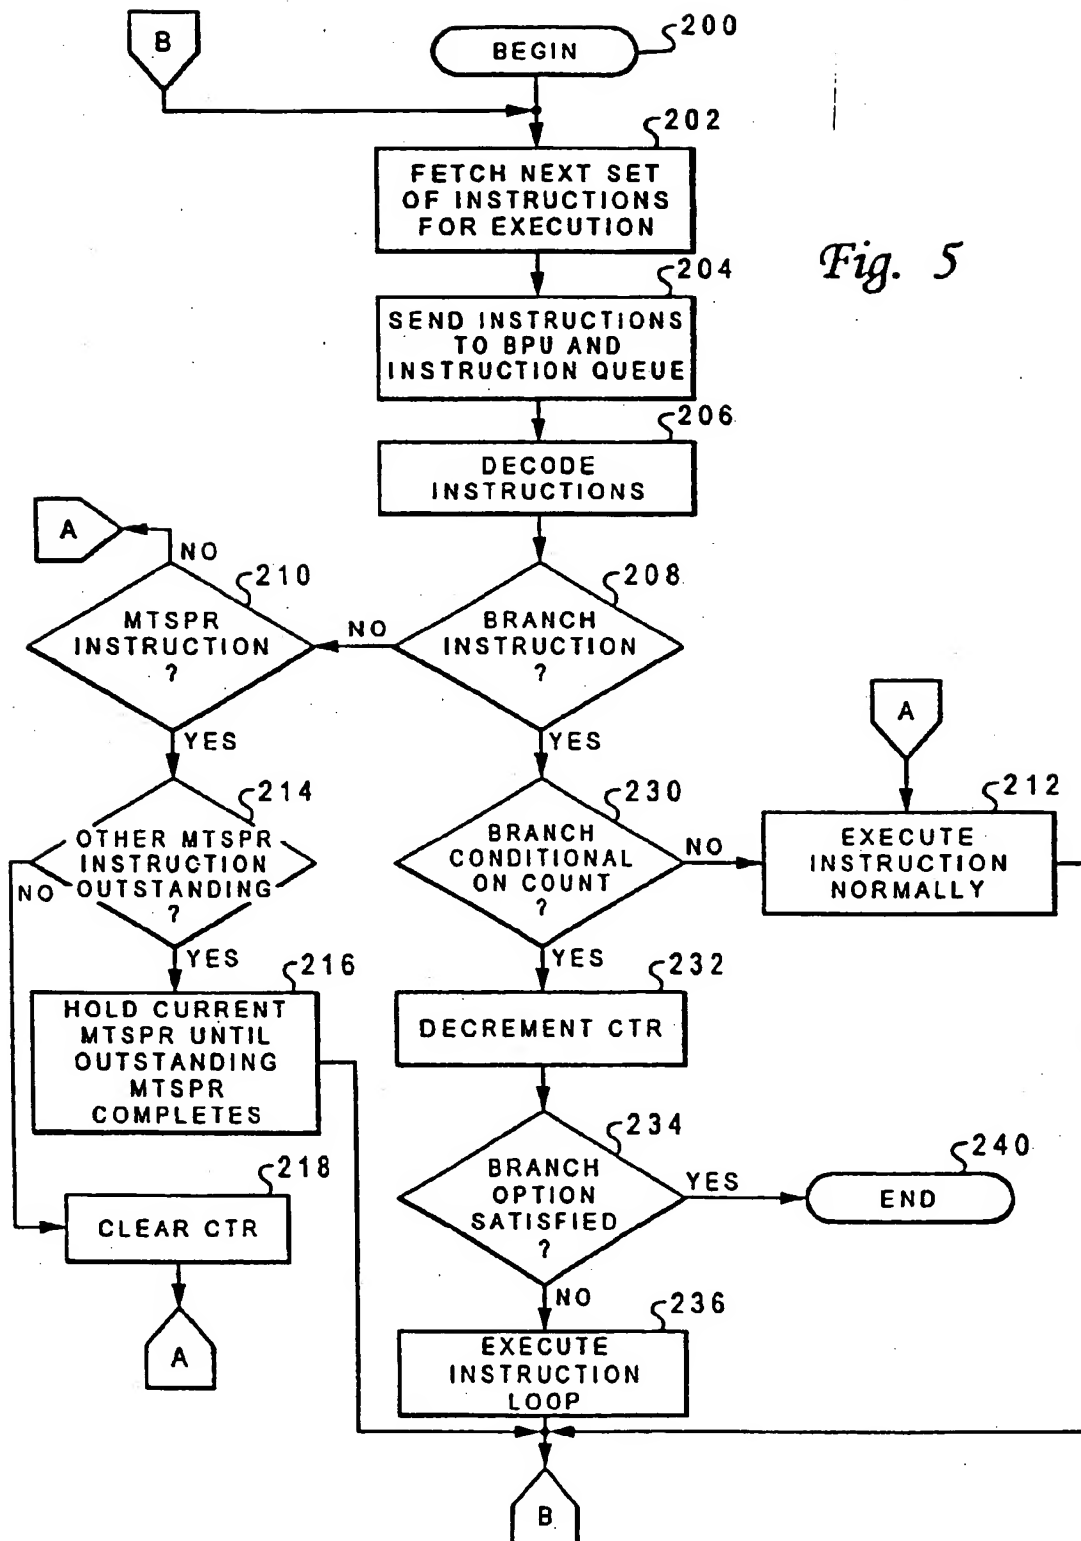 B
BEGIN
200
202
FETCH NEXT SET
OF INSTRUCTIONS
FOR EXECUTION
Fig. 5
204
SEND INSTRUCTIONS
TO BPU AND
INSTRUCTION QUEUE
206
DECODE
INSTRUCTIONS
A
NO
210
MTSPR
INSTRUCTION
?
NO
208
BRANCH
INSTRUCTION
?
YES
YES
A
214
OTHER MTSPR
INSTRUCTION
OUTSTANDING
?
NO
YES
230
BRANCH
CONDITIONAL
ON COUNT
?
NO
YES
212
EXECUTE
INSTRUCTION
NORMALLY
216
HOLD CURRENT
MTSPR UNTIL
OUTSTANDING
MTSPR
COMPLETES
232
DECREMENT CTR
218
CLEAR CTR
A
234
BRANCH
OPTION
SATISFIED
?
YES
240
END
NO
236
EXECUTE
INSTRUCTION
LOOP
B